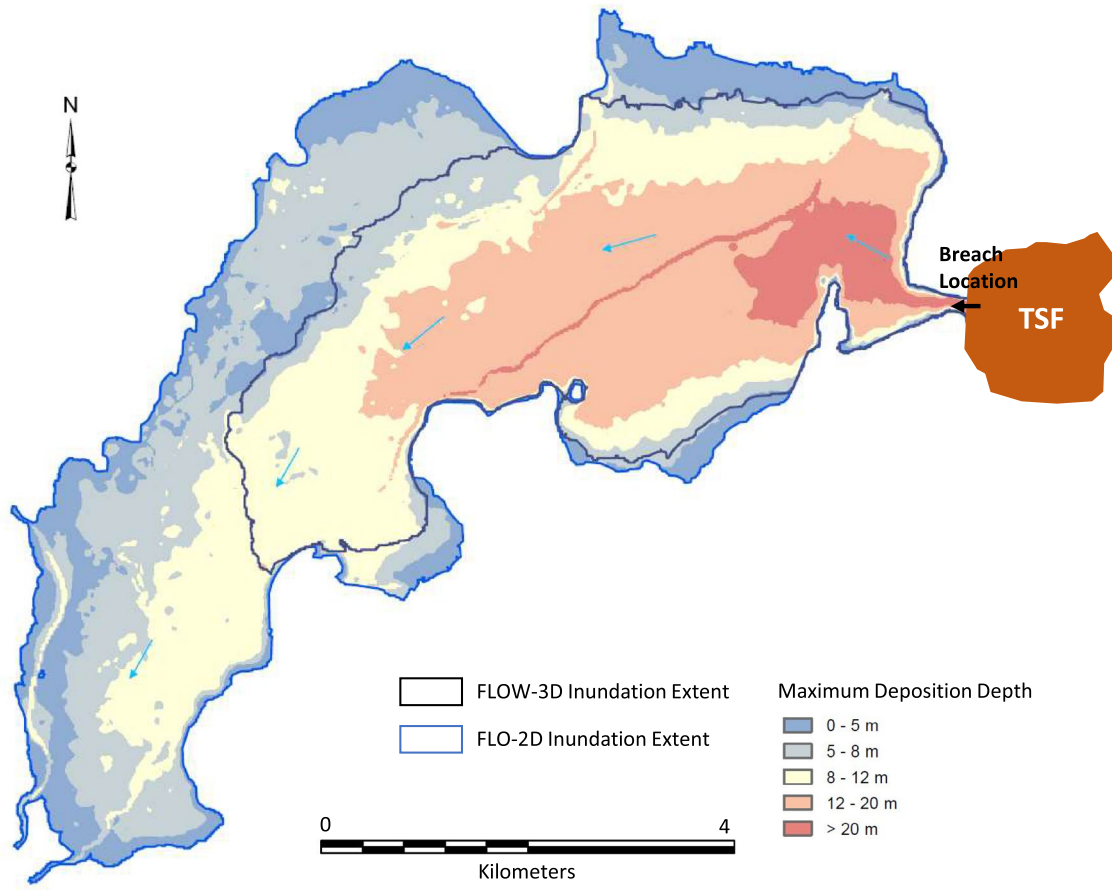 N
Breach
Location
TSF
FLOW-3D Inundation Extent
FLO-2D Inundation Extent
Maximum Deposition Depth
0 - 5 m
5 - 8 m
8 - 12 m
12 - 20 m
> 20 m
0 4
Kilometers